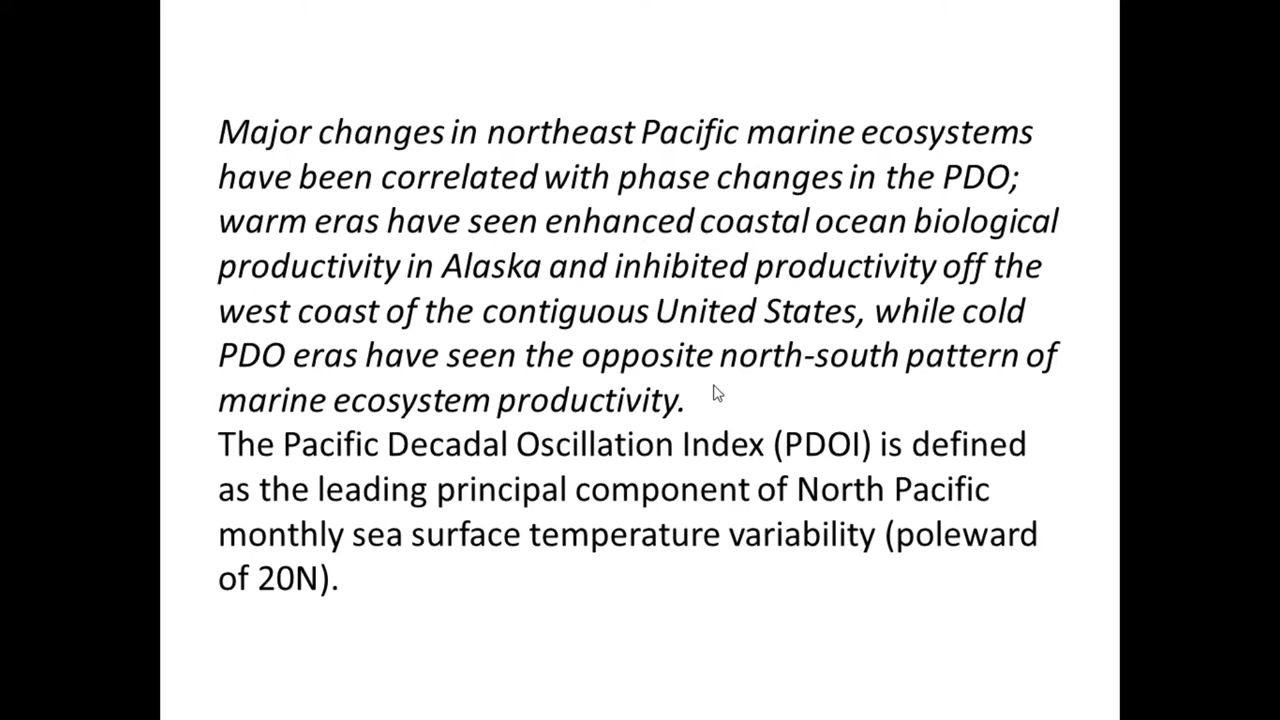 Major changes in northeast Pacific marine ecosystems
have been correlated with phase changes in the PDO;
warm eras have seen enhanced coastal ocean biological
productivity in Alaska and inhibited productivity off the
west coast of the contiguous United States, while cold
PDO eras have seen the opposite north-south pattern of
marine ecosystem productivity.
The Pacific Decadal Oscillation Index (PDOI) is defined
as the leading principal component of North Pacific
monthly sea surface temperature variability (poleward
of 20N).